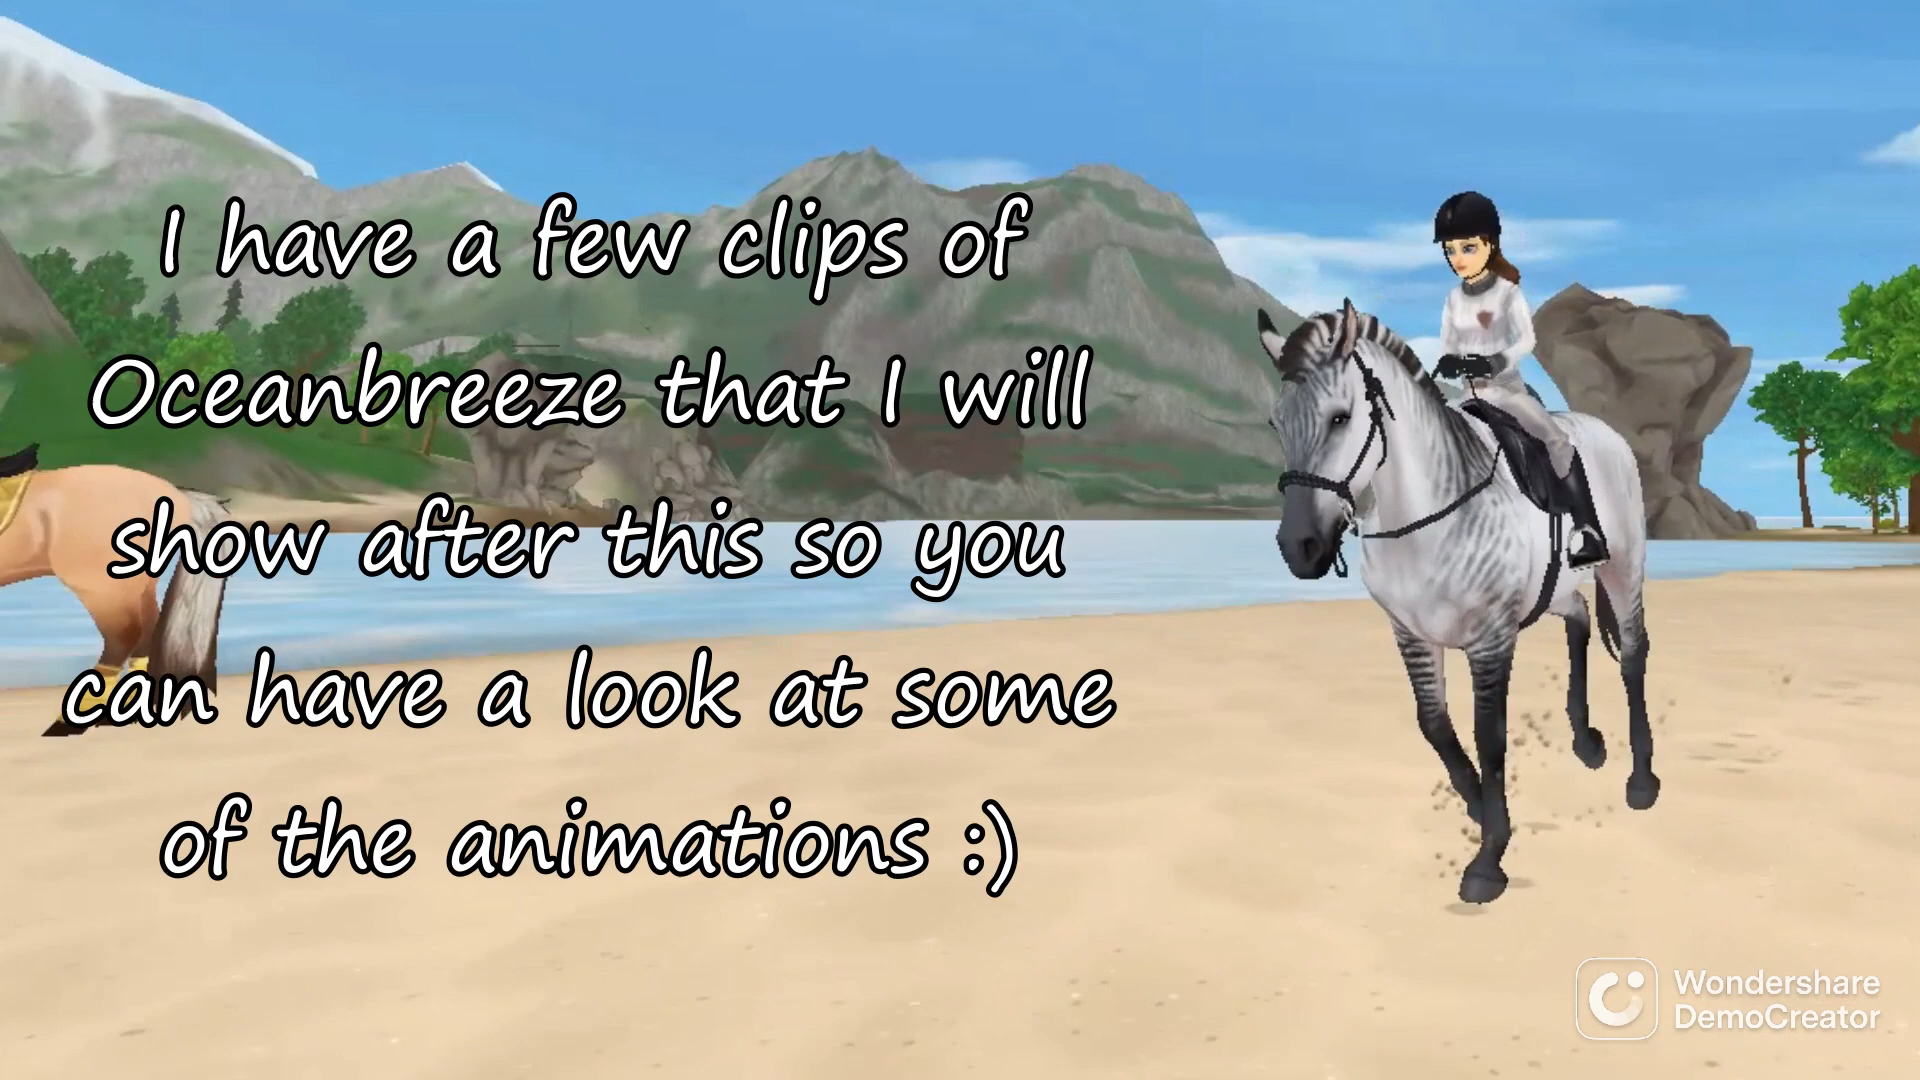 I have a few clips of
Oceanbreeze that I will
show after this so you
can have a look at some
of the animations :)
Wondershare
DemoCreator